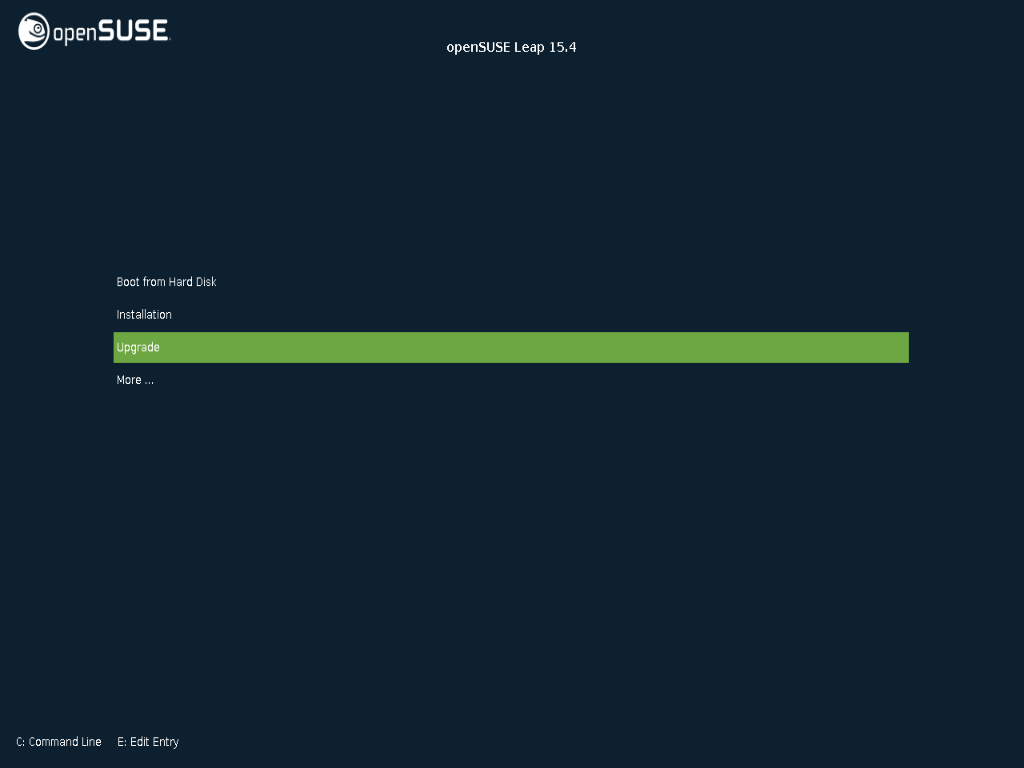 openSUSE
openSUSE Leap 15.4
Boot from Hard Disk
Installation
Upgrade
More ...
C: Command Line E: Edit Entry